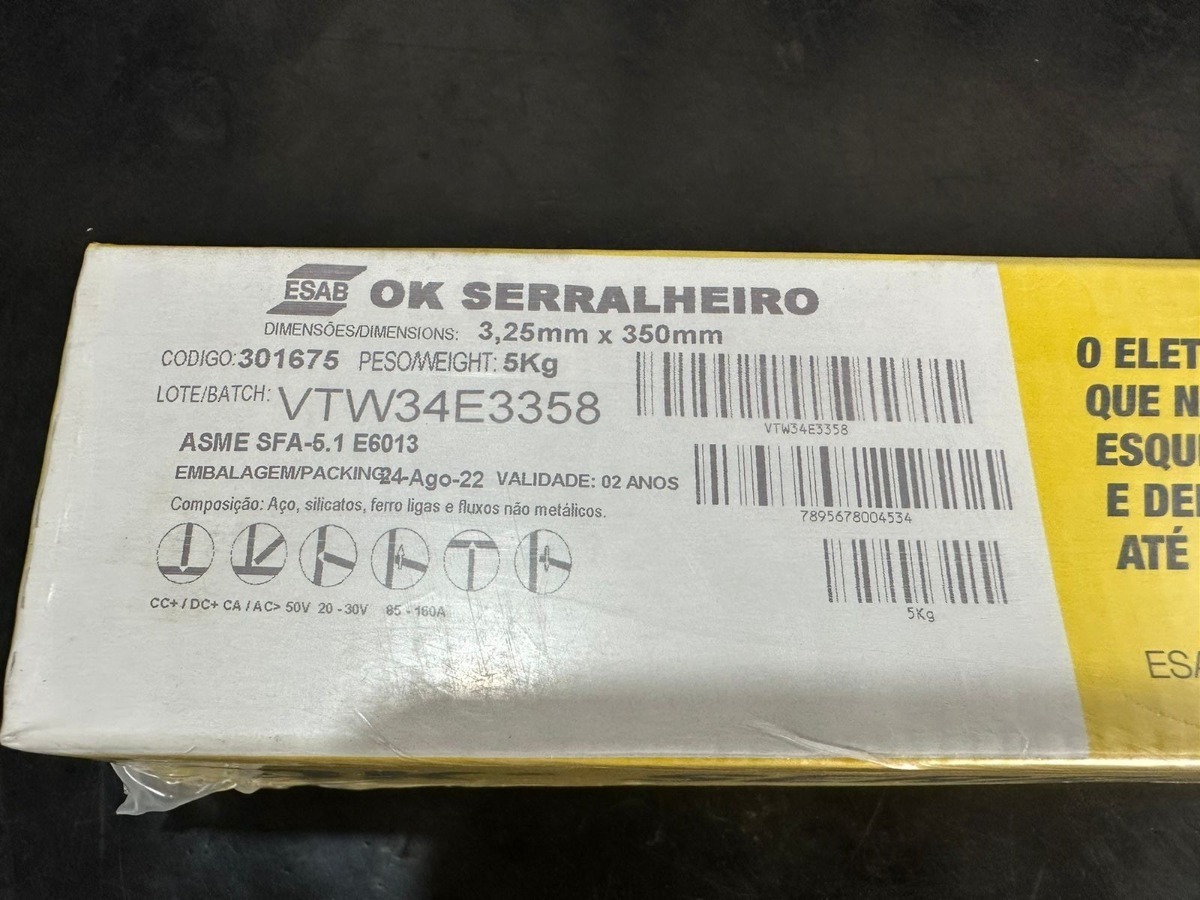 ESAB OK SERRALHEIRO
DIMENSÕES/DIMENSIONS: 3,25mm x 350mm
CODIGO:301675 PESO/WEIGHT: 5Kg
LOTE/BATCH: VTW34E3358
VTW34E3358
ASME SFA-5.1 E6013
EMBALAGEM/PACKING: 24-Ago-22 VALIDADE: 02 ANOS
7895678004534
Composição: Aço, silicatos, ferro ligas e fluxos não metálicos.
CC+ / DC+ CA / AC> 50V 20 - 30V 85 - 160A
5Kg
O ELET
QUE N
ESQU
E DE
ATÉ
ESA